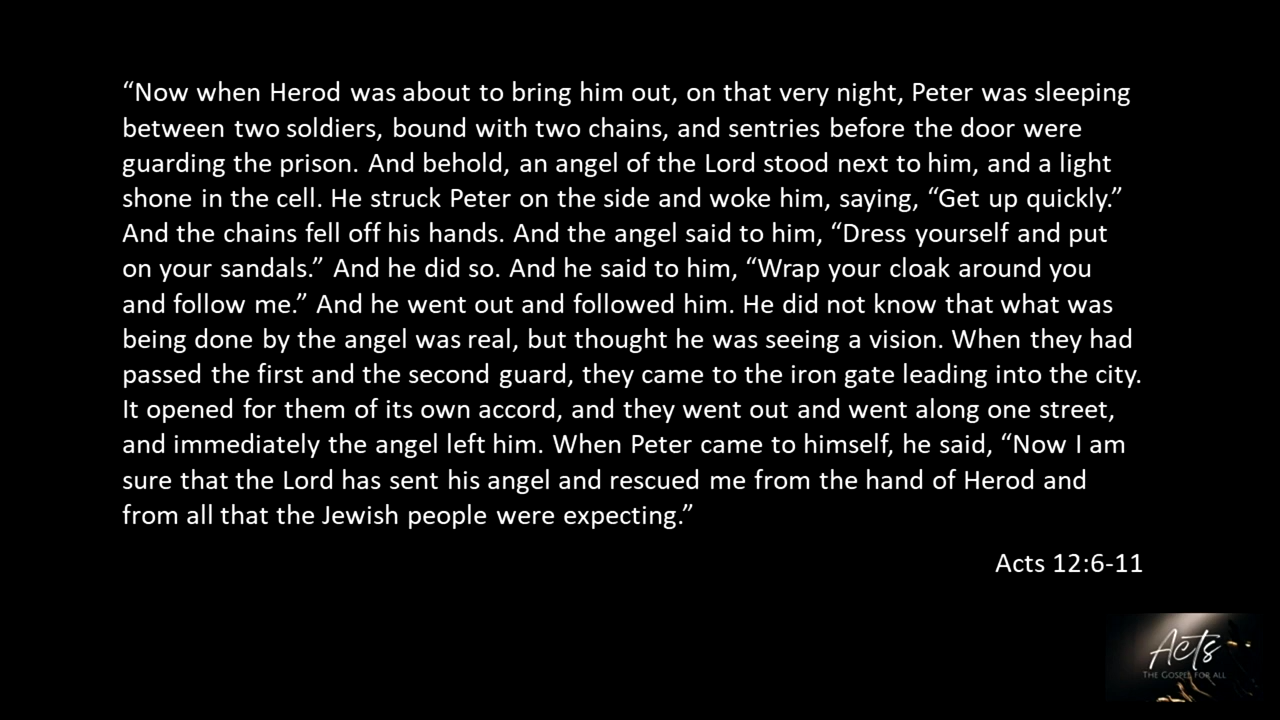 “Now when Herod was about to bring him out, on that very night, Peter was sleeping
between two soldiers, bound with two chains, and sentries before the door were
guarding the prison. And behold, an angel of the Lord stood next to him, and a light
shone in the cell. He struck Peter on the side and woke him, saying, “Get up quickly.”
And the chains fell off his hands. And the angel said to him, “Dress yourself and put
on your sandals.” And he did so. And he said to him, “Wrap your cloak around you
and follow me.” And he went out and followed him. He did not know that what was
being done by the angel was real, but thought he was seeing a vision. When they had
passed the first and the second guard, they came to the iron gate leading into the city.
It opened for them of its own accord, and they went out and went along one street,
and immediately the angel left him. When Peter came to himself, he said, “Now I am
sure that the Lord has sent his angel and rescued me from the hand of Herod and
from all that the Jewish people were expecting.”
Acts 12:6-11
Acts
THE GOSPEL FOR ALL